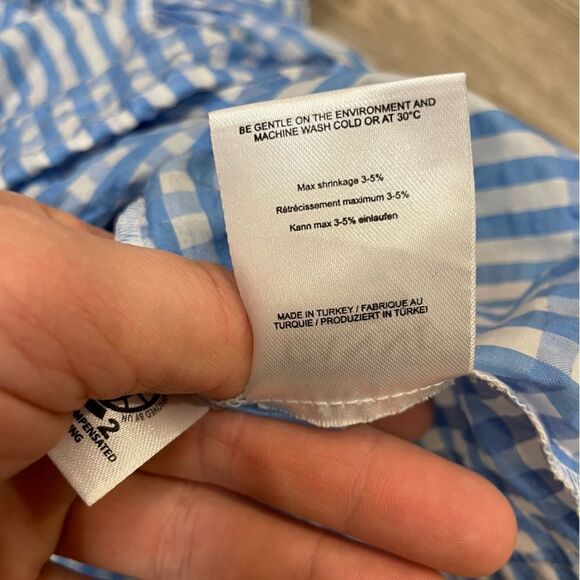 BE GENTLE ON THE ENVIRONMENT AND
MACHINE WASH COLD OR AT 30°C
Max shrinkage 3-5%
Rétrécissement maximum 3-5%
Kann max 3-5% einlaufen
MADE IN TURKEY / FABRIQUE AU
TURQUIE / PRODUZIERT IN TÜRKEI
2